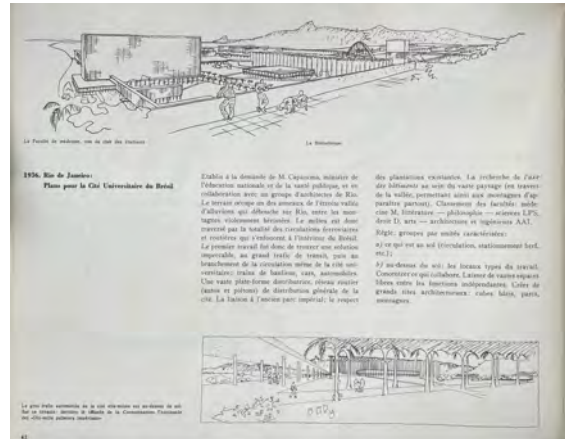 La Faculté de médecine, vue du club des étudiants
La Bibliothèque
1936. Rio de Janeiro:
Plans pour la Cité Universitaire du Brésil
Etablis à la demande de M. Capanema, ministre de
l'éducation nationale et de la santé publique, et en
collaboration avec un groupe d'architectes de Rio.
Le terrain occupe un des anneaux de l'étroite vallée
d'alluvions qui débouche sur Rio, entre les mon-
tagnes violemment hérissées. Le milieu est donc
traversé par la totalité des circulations ferroviaires
et routières qui s'enfoncent à l'intérieur du Brésil.
Le premier travail fut donc de trouver une solution
impeccable, au grand trafic de transit, puis au
branchement de la circulation même de la cité uni-
versitaire: trains de banlieue, cars, automobiles.
Une vaste plate-forme distributrice, réseau routier
(autos et piétons) de distribution générale de la
cité. La liaison à l'ancien parc impérial; le respect
des plantations existantes. La recherche de l'axe
des bâtiments au sein du vaste paysage (en travers
de la vallée, permettant ainsi aux montagnes d'ap-
paraître partout). Classement des facultés: méde-
cine M, littérature — philosophie — sciences LPS,
droit D, arts — architecture et ingénieurs AAI.
Régir, grouper par unités caractérisées:
a) ce qui est au sol (circulation, stationnement bref,
etc.);
b) au-dessus du sol: les locaux types du travail.
Concentrer ce qui collabore. Laisser de vastes espaces
libres entre les fonctions indépendantes. Créer de
grands sites architecturaux: cubes bâtis, parcs,
montagnes.
62